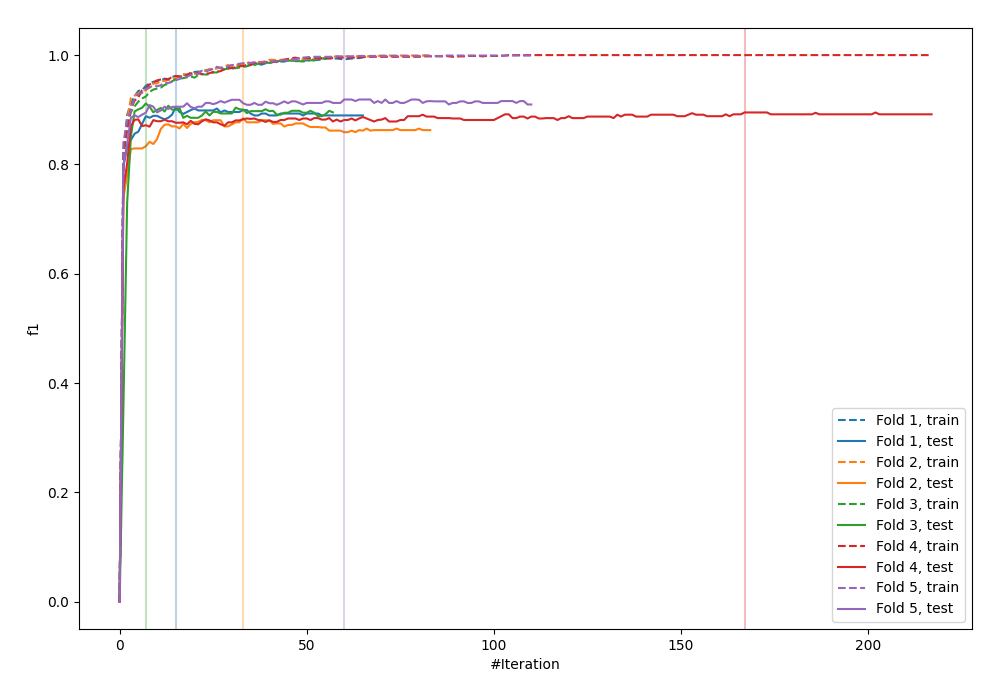 1.0
0.8
0.6
0.4
0.2
0.0
f1
0
50
100
150
200
#Iteration
Fold 1, train
Fold 1, test
Fold 2, train
Fold 2, test
Fold 3, train
Fold 3, test
Fold 4, train
Fold 4, test
Fold 5, train
Fold 5, test